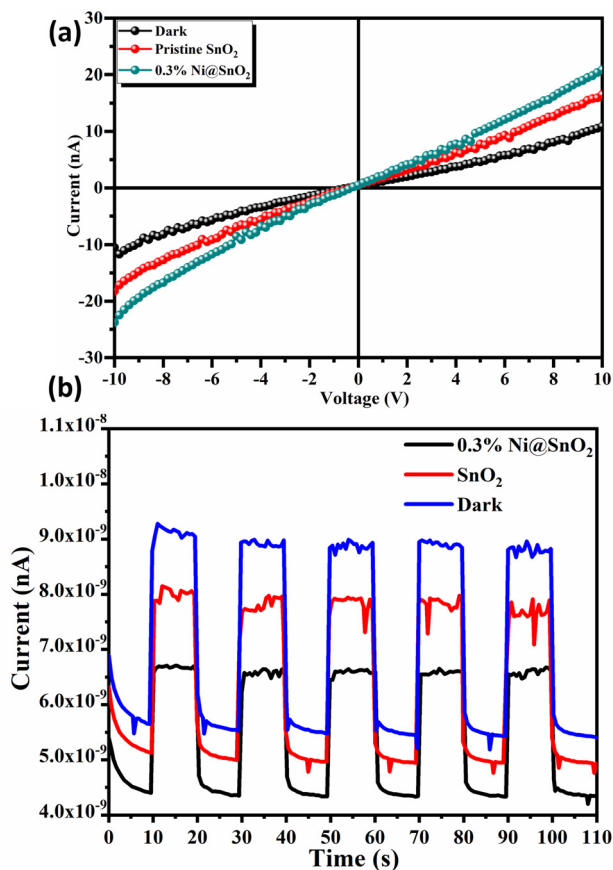 (a)
Dark
Pristine SnO₂
0.3% Ni@SnO₂
Current (nA)
30
20
10
0
-10
-20
-30
-10 -8 -6 -4 -2 0 2 4 6 8 10
Voltage (V)
(b)
0.3% Ni@SnO₂
SnO₂
Dark
Current (nA)
1.1x10⁻⁸
1.0x10⁻⁸
9.0x10⁻⁹
8.0x10⁻⁹
7.0x10⁻⁹
6.0x10⁻⁹
5.0x10⁻⁹
4.0x10⁻⁹
0 10 20 30 40 50 60 70 80 90 100 110
Time (s)